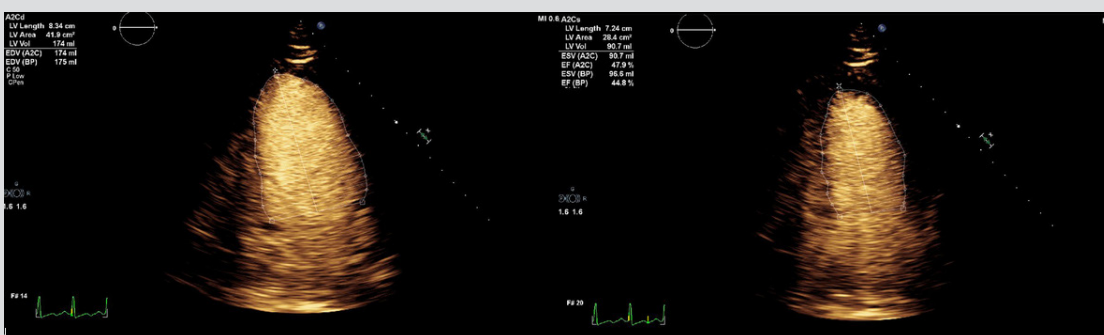 A2Cd
LV Length 8.34 cm
LV Area 41.9 cm²
LV Vol 174 ml
EDV (A2C) 174 ml
EDV (BP) 175 ml
C 50
P Low
CPen
0
1.6 1.6
F# 14
MI 0.6 A2Cs
LV Length 7.24 cm
LV Area 28.4 cm²
LV Vol 90.7 ml
ESV (A2C) 90.7 ml
EF (A2C) 47.9 %
ESV (BP) 96.6 ml
EF (BP) 44.8 %
0
1.6 1.6
F# 20